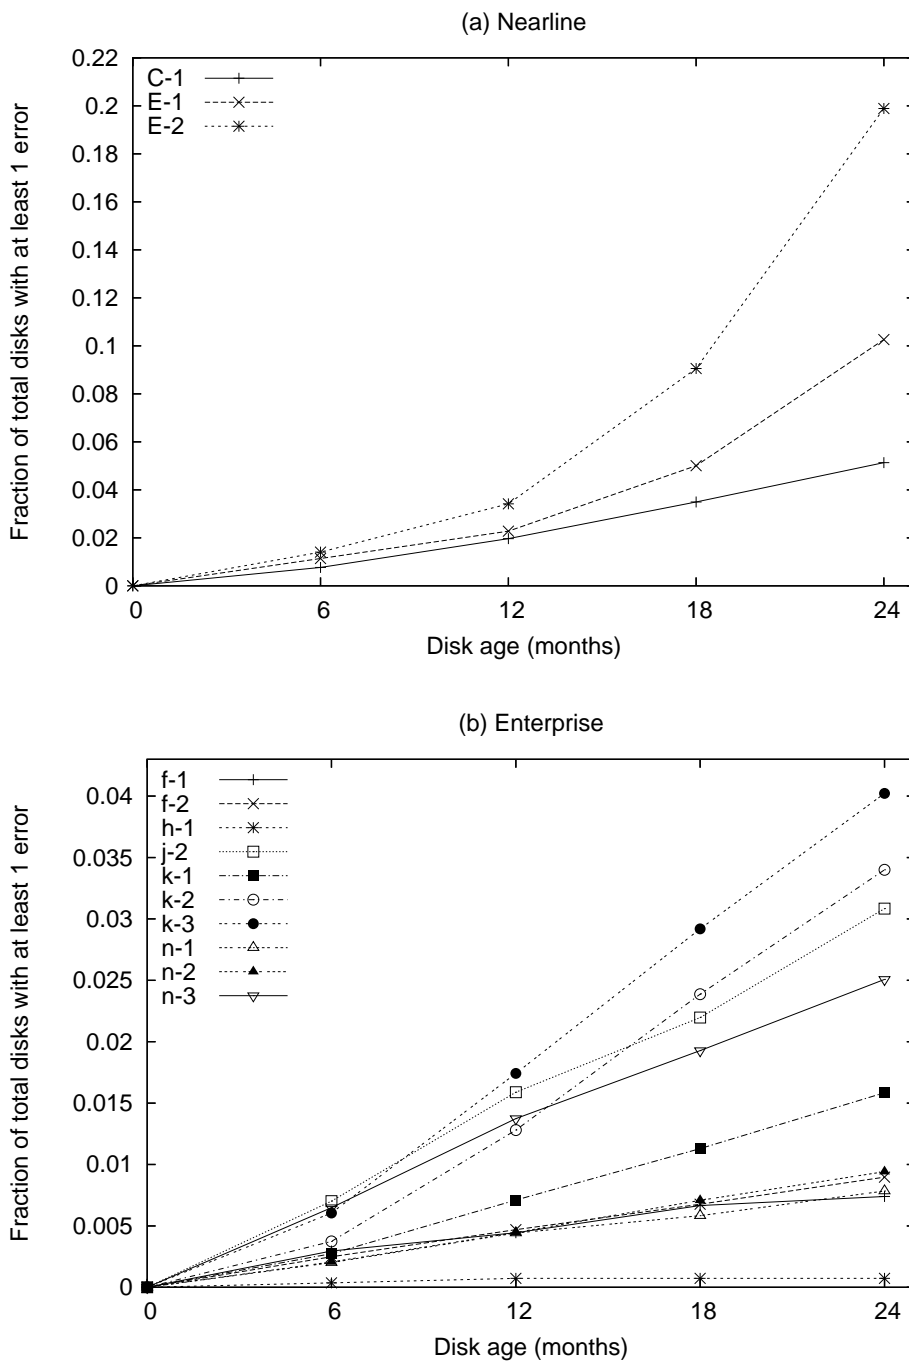 (a) Nearline
Fraction of total disks with at least 1 error
0.22
0.2
0.18
0.16
0.14
0.12
0.1
0.08
0.06
0.04
0.02
0
C-1
E-1
E-2
0 6 12 18 24
Disk age (months)
(b) Enterprise
Fraction of total disks with at least 1 error
0.04
0.035
0.03
0.025
0.02
0.015
0.01
0.005
0
f-1
f-2
h-1
j-2
k-1
k-2
k-3
n-1
n-2
n-3
0 6 12 18 24
Disk age (months)